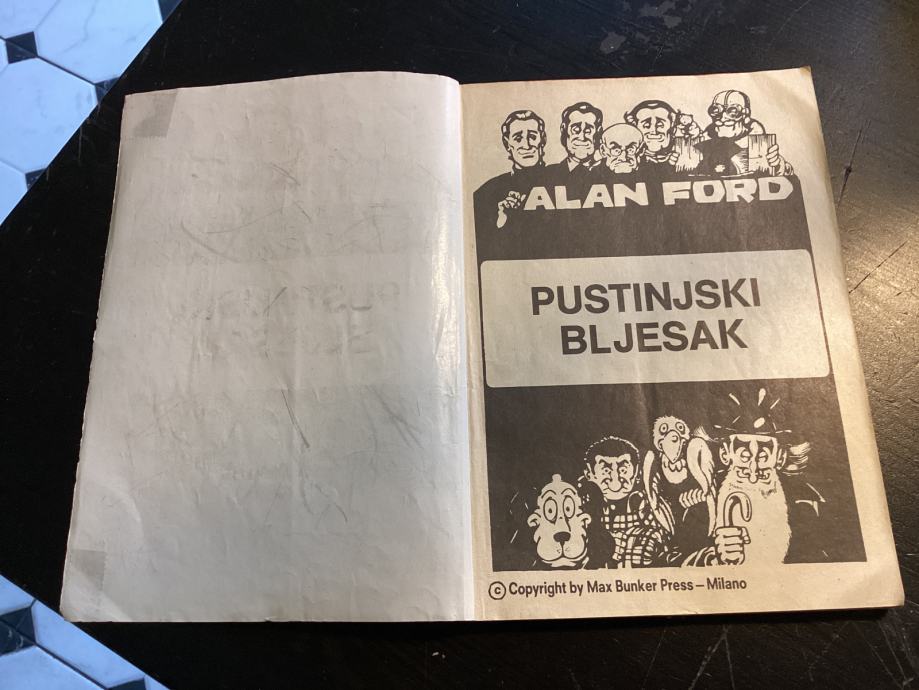 ALAN FORD
PUSTINJSKI
BLJESAK
© Copyright by Max Bunker Press – Milano